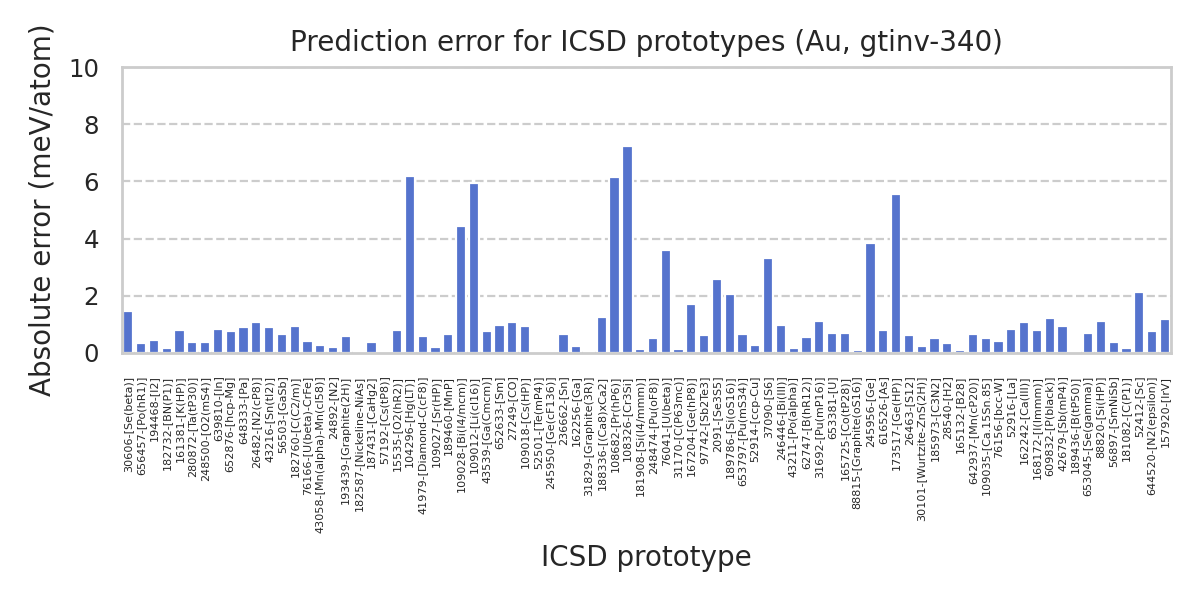 Prediction error for ICSD prototypes (Au, gtinv-340)
Absolute error (meV/atom)
10
8
6
4
2
0
30606-[Se(beta)]
656457-[Po(hR1)]
194468-[I2]
182732-[BN(P1)]
161381-[K(HP)]
280872-[Ta(tP30)]
248500-[O2(mS4)]
639810-[In]
652876-[hcp-Mg]
648333-[Pa]
26482-[N2(cP8)]
43216-[Sn(tI2)]
56503-[GaSb]
182760-[C(C2/m)]
76166-[U(beta)-CrFe]
43058-[Mn(alpha)-Mn(cI58)]
24892-[N2]
193439-[Graphite(2H)]
182587-[Nickeline-NiAs]
187431-[CaHg2]
57192-[Cs(tP8)]
15535-[O2(hR2)]
104296-[Hg(LT)]
41979-[Diamond-C(cF8)]
109027-[Sr(HP)]
189460-[MnP]
109028-[Bi(I4/mcm)]
109012-[Li(cI16)]
43539-[Ga(Cmcm)]
652633-[Sm]
27249-[CO]
109018-[Cs(HP)]
52501-[Te(mP4)]
245950-[Ge(cF136)]
236662-[Sn]
162256-[Ga]
31829-[Graphite(3R)]
188336-[(Ca8)xCa2]
108682-[Pr(hP6)]
108326-[Cr3Si]
181908-[Si(I4/mmm)]
248474-[Pu(oF8)]
76041-[U(beta)]
31170-[C(P63mc)]
167204-[Ge(hP8)]
97742-[Sb2Te3]
2091-[Se3S5]
189786-[Si(oS16)]
653797-[Pu(mS34)]
52914-[ccp-Cu]
37090-[S6]
246446-[Bi(III)]
43211-[Po(alpha)]
62747-[B(hR12)]
31692-[Pu(mP16)]
653381-[U]
165725-[Co(tP28)]
88815-[Graphite(oS16)]
245956-[Ge]
616526-[As]
173517-[Ge(HP)]
26463-[S12]
30101-[Wurtzite-ZnS(2H)]
185973-[C3N2]
28540-[H2]
165132-[B28]
642937-[Mn(cP20)]
109035-[Ca.15Sn.85]
76156-[bcc-W]
52916-[La]
162242-[Ca(III)]
168172-[I(Immm)]
609832-[P(black)]
42679-[Sb(mP4)]
189436-[B(tP50)]
653045-[Se(gamma)]
88820-[Si(HP)]
56897-[SmNiSb]
181082-[C(P1)]
52412-[Sc]
644520-[N2(epsilon)]
157920-[IrV]
ICSD prototype